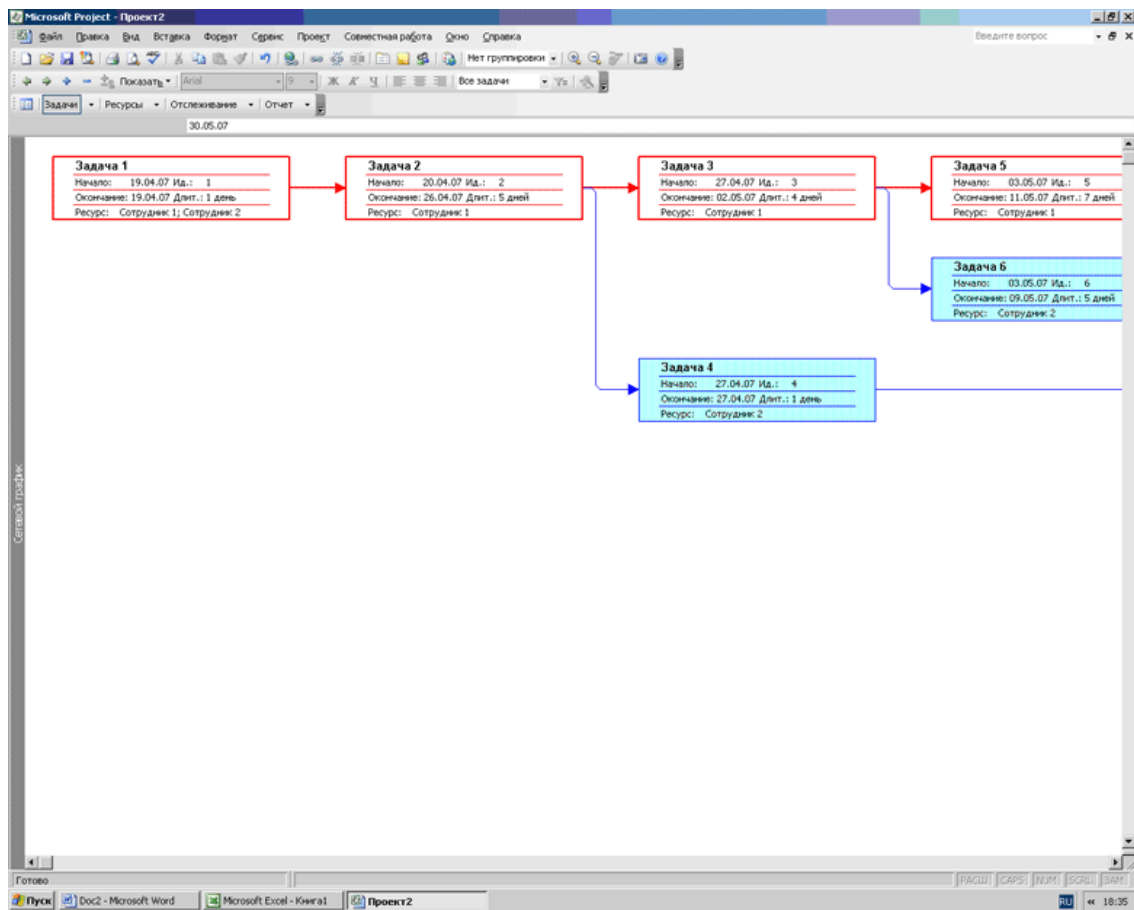 Microsoft Project - Проект2
Файл Правка Вид Вставка Формат Сервис Проект Совместная работа Окно Справка Введите вопрос
Нет группировки
Показать Arial 9 Ж К Ч Все задачи
Задачи Ресурсы Отслеживание Отчет
30.05.07
Задача 1
Начало: 19.04.07 Ид.: 1
Окончание: 19.04.07 Длит.: 1 день
Ресурс: Сотрудник 1; Сотрудник 2
Задача 2
Начало: 20.04.07 Ид.: 2
Окончание: 26.04.07 Длит.: 5 дней
Ресурс: Сотрудник 1
Задача 3
Начало: 27.04.07 Ид.: 3
Окончание: 02.05.07 Длит.: 4 дней
Ресурс: Сотрудник 1
Задача 5
Начало: 03.05.07 Ид.: 5
Окончание: 11.05.07 Длит.: 7 дней
Ресурс: Сотрудник 1
Задача 6
Начало: 03.05.07 Ид.: 6
Окончание: 09.05.07 Длит.: 5 дней
Ресурс: Сотрудник 2
Задача 4
Начало: 27.04.07 Ид.: 4
Окончание: 27.04.07 Длит.: 1 день
Ресурс: Сотрудник 2
Сетевой график
Готово РАСШ CAPS NUM SCRL ЗАМ
Пуск Doc2 - Microsoft Word Microsoft Excel - Книга1 Проект2 RU « 18:35